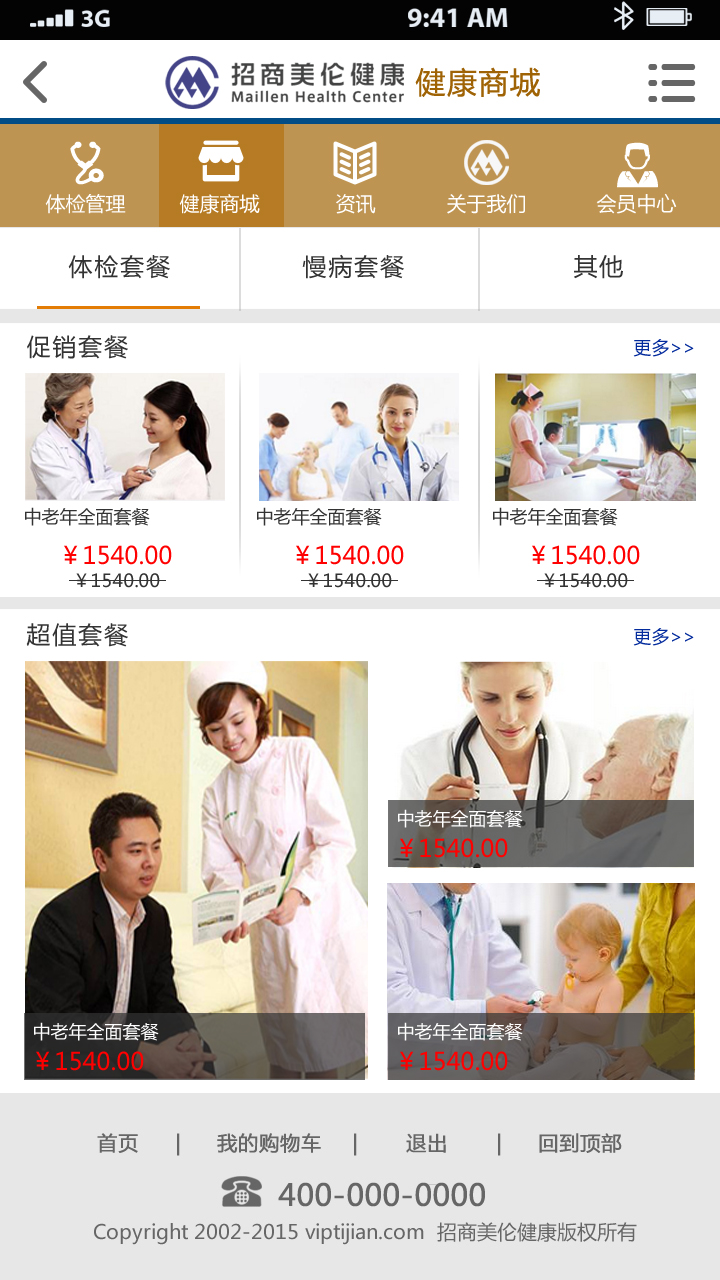 3G 9:41 AM
招商美伦健康 健康商城
Maillen Health Center
体检管理 健康商城 资讯 关于我们 会员中心
体检套餐 慢病套餐 其他
促销套餐 更多>>
中老年全面套餐 中老年全面套餐 中老年全面套餐
¥1540.00 ¥1540.00 ¥1540.00
¥1540.00 ¥1540.00 ¥1540.00
超值套餐 更多>>
中老年全面套餐
¥1540.00
中老年全面套餐 中老年全面套餐
¥1540.00 ¥1540.00
首页 | 我的购物车 | 退出 | 回到顶部
400-000-0000
Copyright 2002-2015 viptijian.com 招商美伦健康版权所有